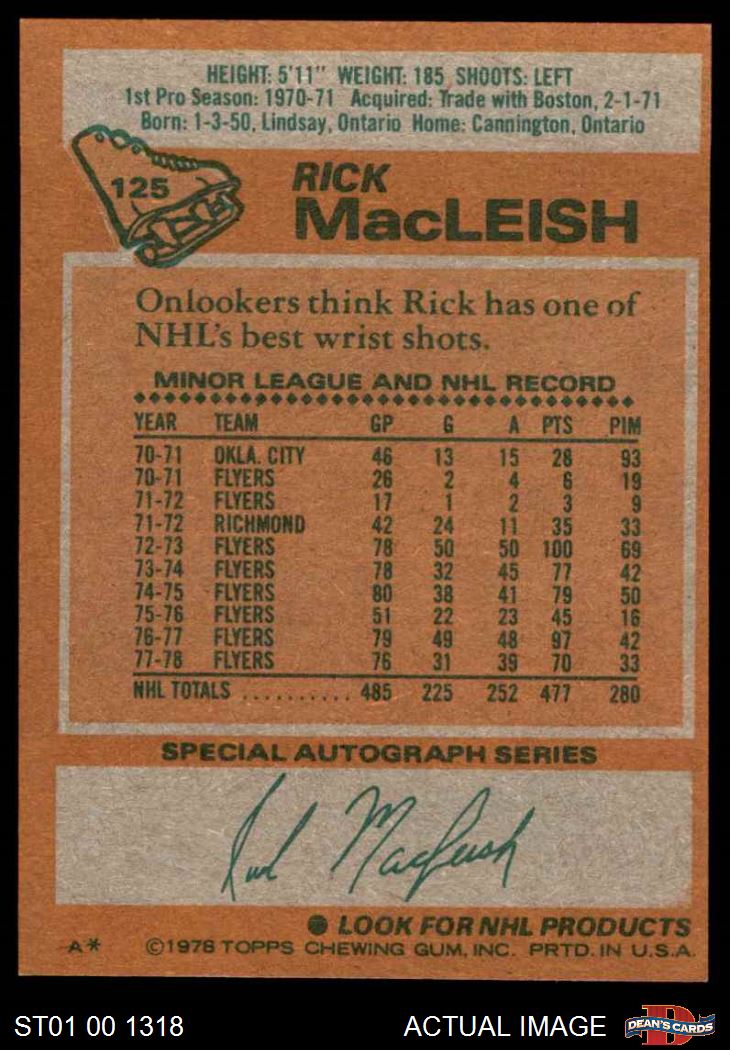 HEIGHT: 5'11" WEIGHT: 185 SHOOTS: LEFT
1st Pro Season: 1970-71 Acquired: Trade with Boston, 2-1-71
Born: 1-3-50, Lindsay, Ontario Home: Cannington, Ontario
125
RICK
MacLEISH
Onlookers think Rick has one of
NHL's best wrist shots.
MINOR LEAGUE AND NHL RECORD
YEAR TEAM GP G A PTS PIM
70-71 OKLA. CITY 46 13 15 28 93
70-71 FLYERS 26 2 4 6 19
71-72 FLYERS 17 1 2 3 9
71-72 RICHMOND 42 24 11 35 33
72-73 FLYERS 78 50 50 100 69
73-74 FLYERS 78 32 45 77 42
74-75 FLYERS 80 38 41 79 50
75-76 FLYERS 51 22 23 45 16
76-77 FLYERS 79 49 48 97 42
77-78 FLYERS 76 31 39 70 33
NHL TOTALS ........... 485 225 252 477 280
SPECIAL AUTOGRAPH SERIES
Rick MacLeish
● LOOK FOR NHL PRODUCTS
A* ©1978 TOPPS CHEWING GUM, INC. PRTD. IN U.S.A.
ST01 00 1318 ACTUAL IMAGE
D
DEAN'S CARDS